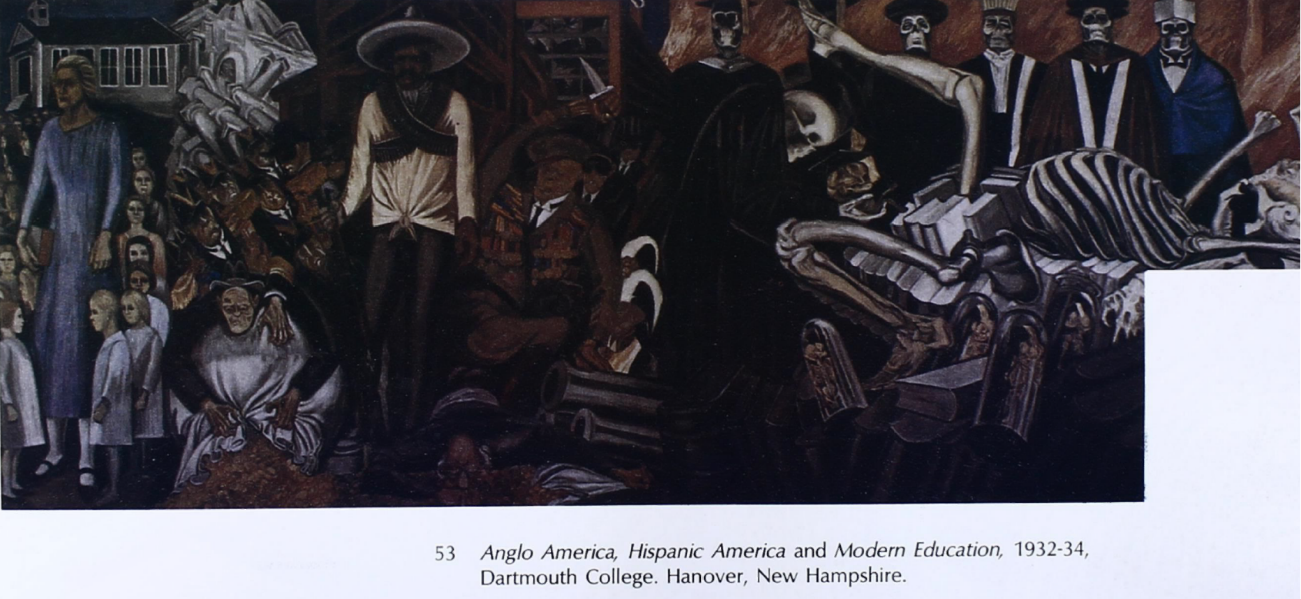 53 Anglo America, Hispanic America and Modern Education, 1932-34,
Dartmouth College. Hanover, New Hampshire.